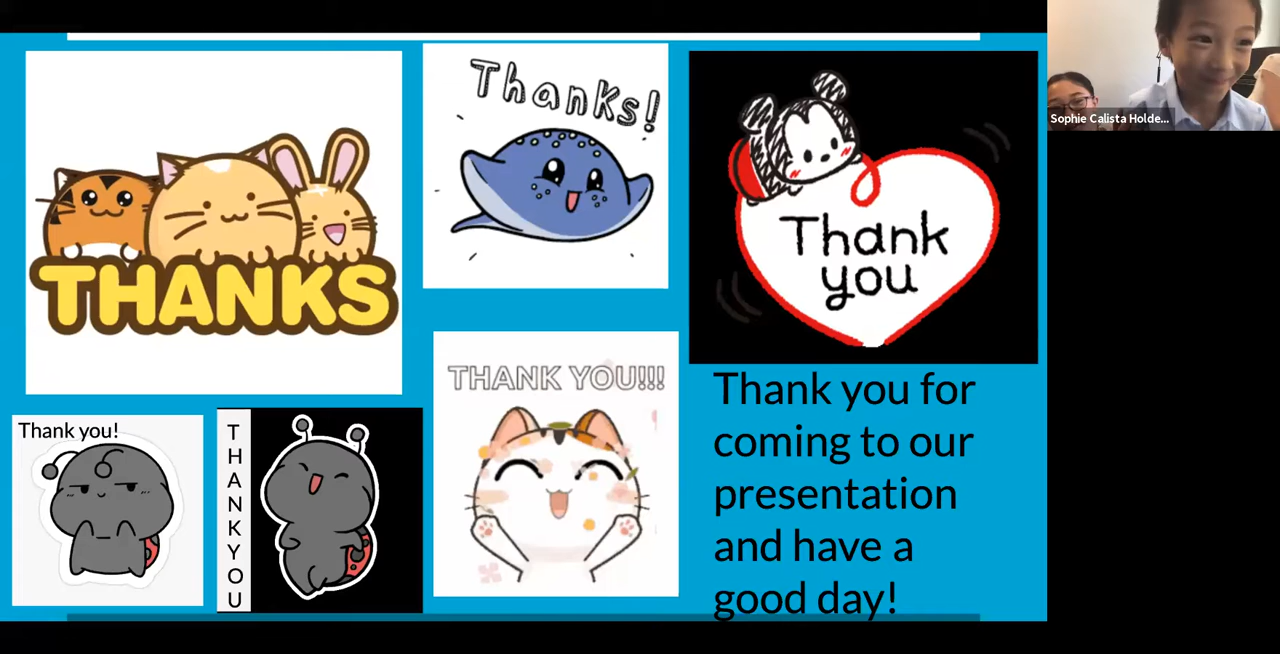 THANKS
Thanks!
Thank
you
Thank you!
THANKYOU
THANK YOU!!!
Thank you for
coming to our
presentation
and have a
good day!
Sophie Calista Holde...